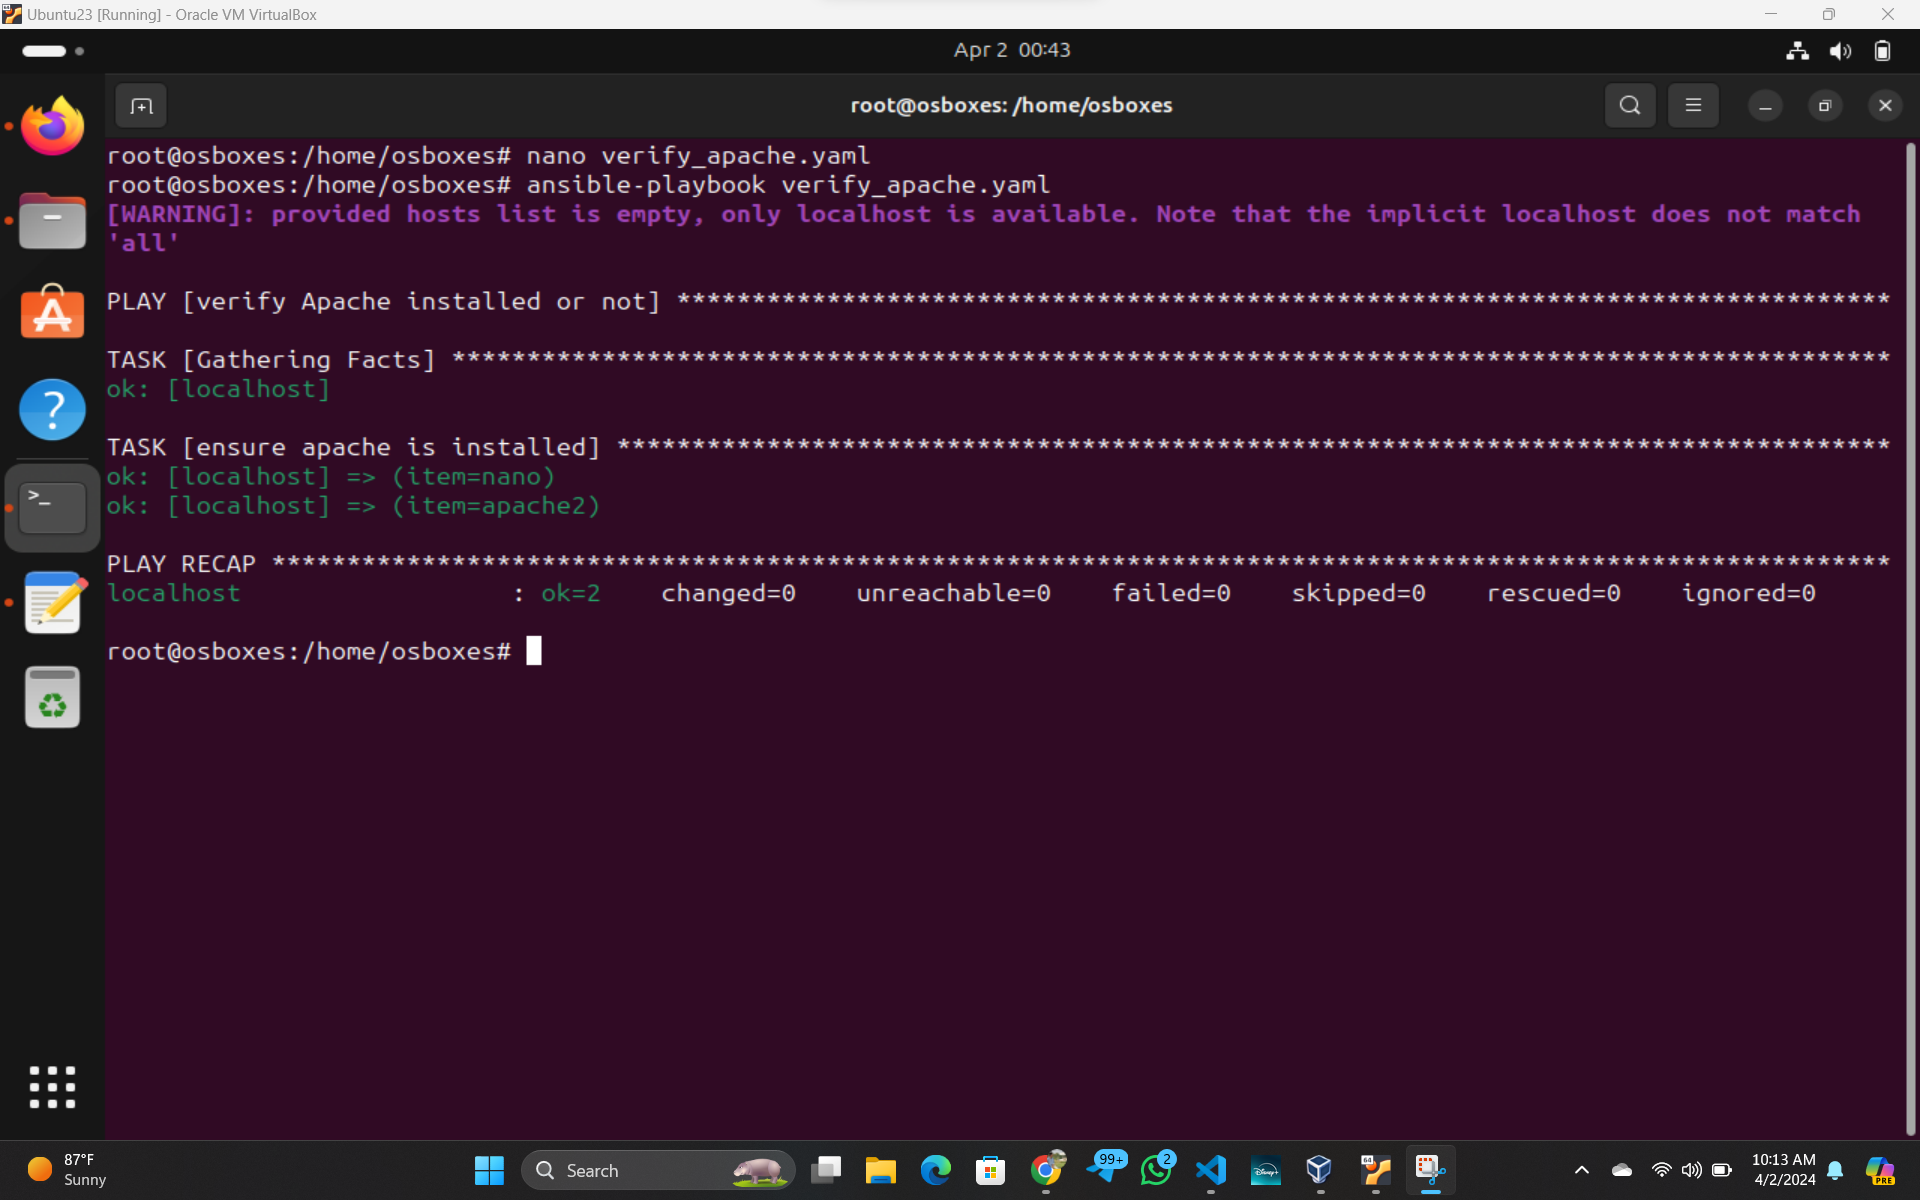 Ubuntu23 [Running] - Oracle VM VirtualBox
Apr 2 00:43
root@osboxes: /home/osboxes
root@osboxes:/home/osboxes# nano verify_apache.yaml
root@osboxes:/home/osboxes# ansible-playbook verify_apache.yaml
[WARNING]: provided hosts list is empty, only localhost is available. Note that the implicit localhost does not match
'all'
PLAY [verify Apache installed or not] *********************************************************************************
TASK [Gathering Facts] ************************************************************************************************
ok: [localhost]
TASK [ensure apache is installed] *************************************************************************************
ok: [localhost] => (item=nano)
ok: [localhost] => (item=apache2)
PLAY RECAP ************************************************************************************************************
localhost : ok=2 changed=0 unreachable=0 failed=0 skipped=0 rescued=0 ignored=0
root@osboxes:/home/osboxes#
87°F
Sunny
Search
99+
2
Disney+
64
10:13 AM
4/2/2024
PRE